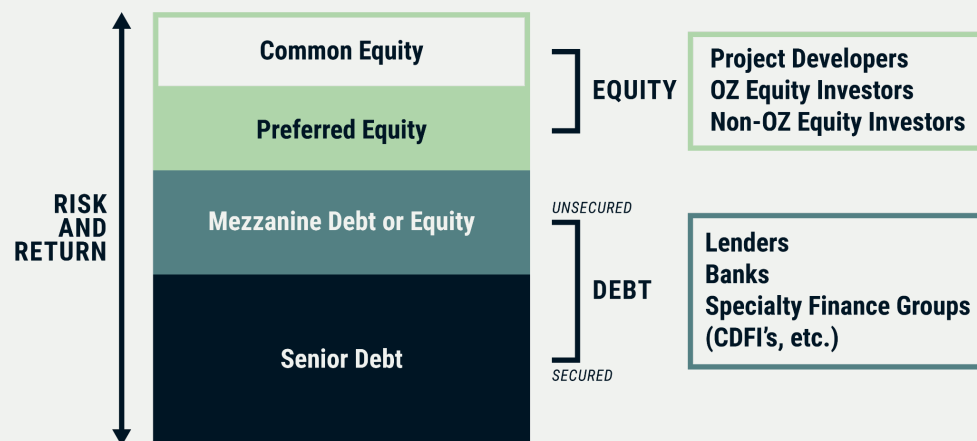 RISK
AND
RETURN
Common Equity
Preferred Equity
Mezzanine Debt or Equity
Senior Debt
EQUITY
UNSECURED
DEBT
SECURED
Project Developers
OZ Equity Investors
Non-OZ Equity Investors
Lenders
Banks
Specialty Finance Groups
(CDFI's, etc.)